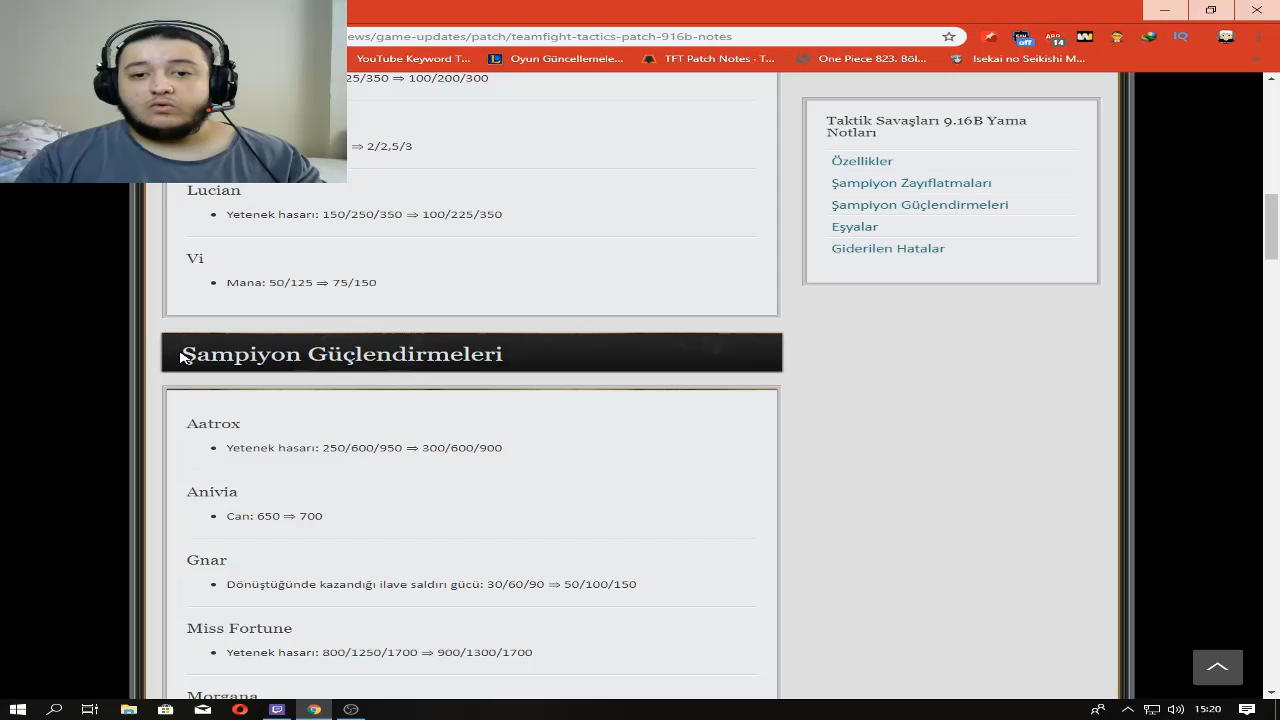 ews/game-updates/patch/teamfight-tactics-patch-916b-notes
off
14
IQ
YouTube Keyword T...
Oyun Güncellemele...
TFT Patch Notes - T...
One Piece 823. Böl...
Isekai no Seikishi M...
25/350 ⇒ 100/200/300
⇒ 2/2,5/3
Lucian
• Yetenek hasarı: 150/250/350 ⇒ 100/225/350
Vi
• Mana: 50/125 ⇒ 75/150
Şampiyon Güçlendirmeleri
Aatrox
• Yetenek hasarı: 250/600/950 ⇒ 300/600/900
Anivia
• Can: 650 ⇒ 700
Gnar
• Dönüştüğünde kazandığı ilave saldırı gücü: 30/60/90 ⇒ 50/100/150
Miss Fortune
• Yetenek hasarı: 800/1250/1700 ⇒ 900/1300/1700
Morgana
Taktik Savaşları 9.16B Yama
Notları
Özellikler
Şampiyon Zayıflatmaları
Şampiyon Güçlendirmeleri
Eşyalar
Giderilen Hatalar
15:20